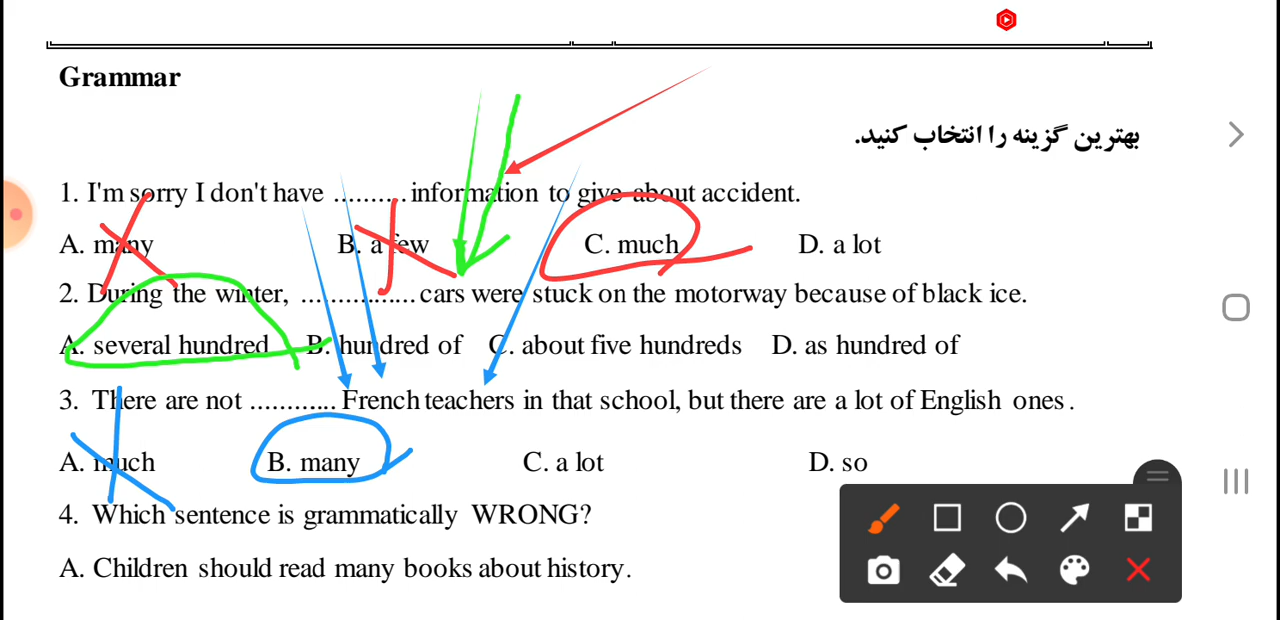 Grammar
بهترین گزینه را انتخاب کنید.
1. I'm sorry I don't have ......... information to give about accident.
A. many B. a few C. much D. a lot
2. During the winter, ............... cars were stuck on the motorway because of black ice.
A. several hundred B. hundred of C. about five hundreds D. as hundred of
3. There are not ............ French teachers in that school, but there are a lot of English ones.
A. much B. many C. a lot D. so
4. Which sentence is grammatically WRONG?
A. Children should read many books about history.